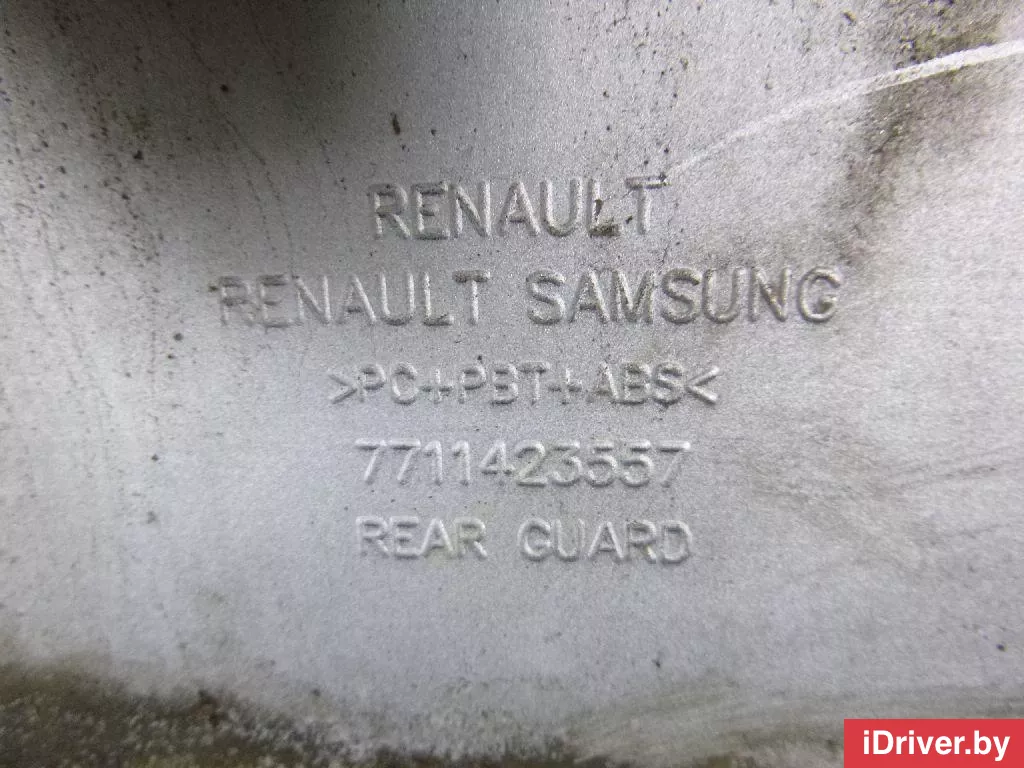 RENAULT
RENAULT SAMSUNG
>PC+PBT+ABS<
7711423557
REAR GUARD
iDriver.by